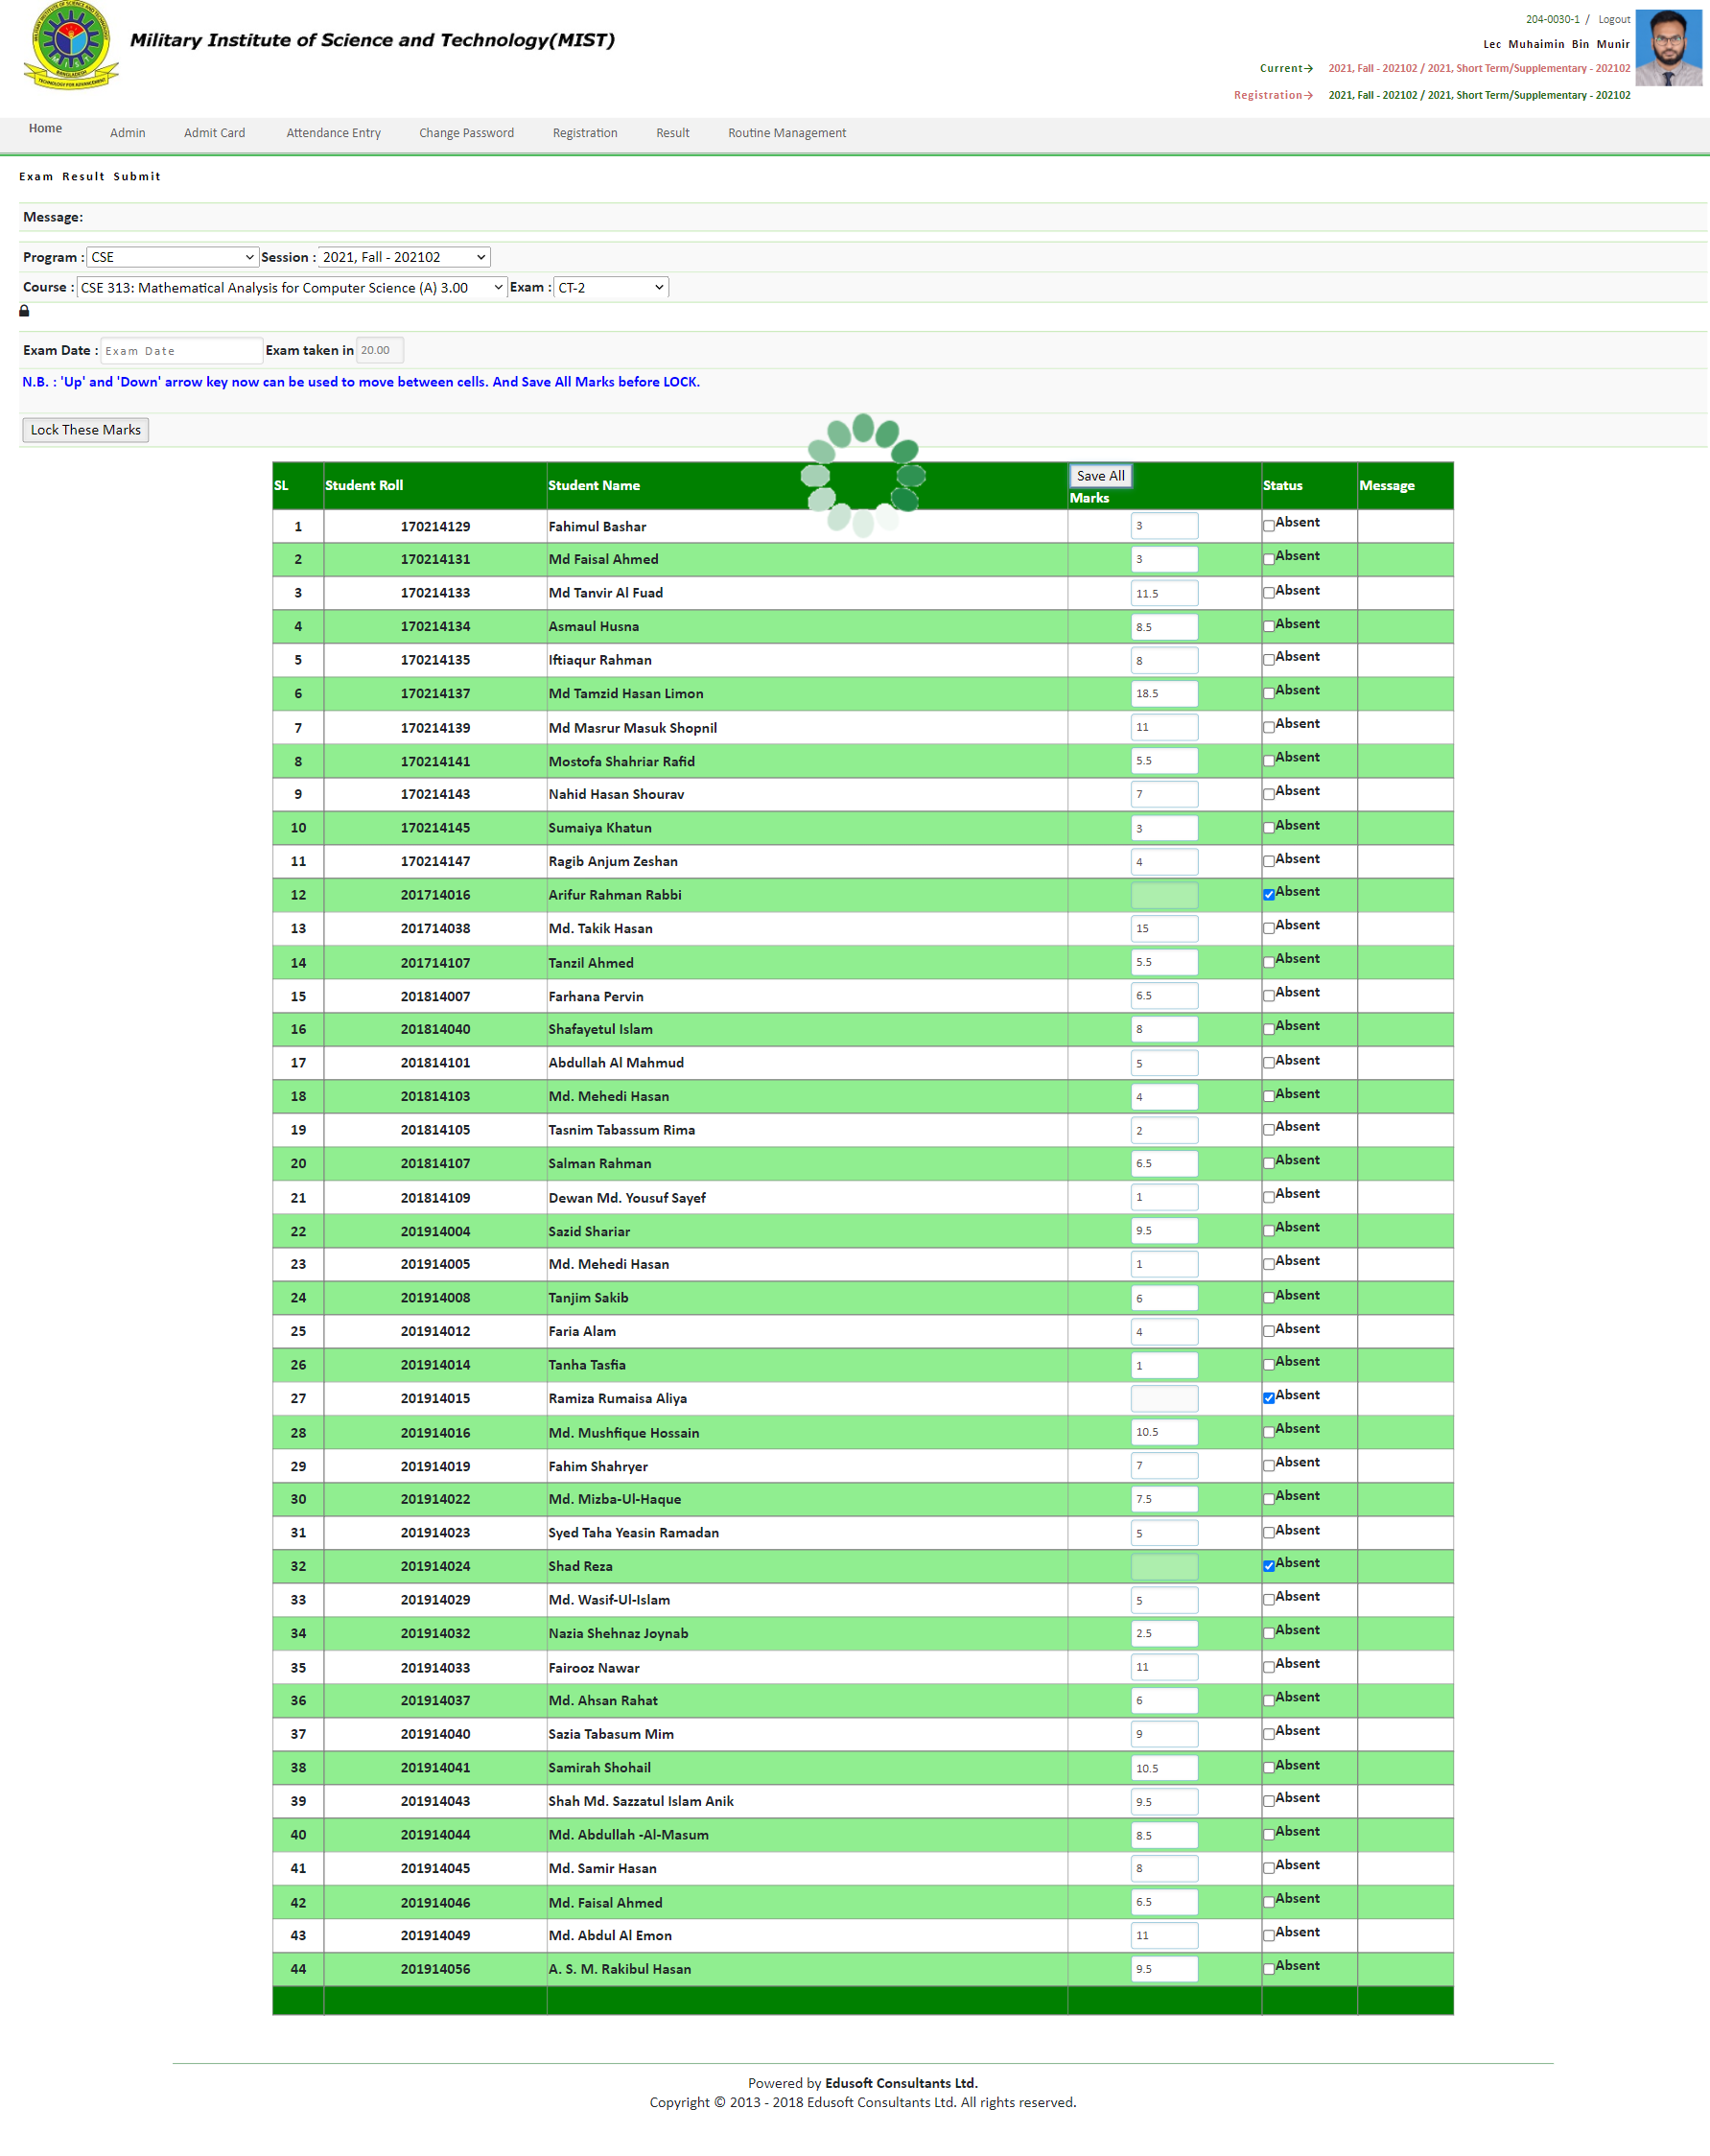 Military Institute of Science and Technology(MIST)
204-0030-1 / Logout
Lec Muhaimin Bin Munir
Current→ 2021, Fall - 202102 / 2021, Short Term/Supplementary - 202102
Registration→ 2021, Fall - 202102 / 2021, Short Term/Supplementary - 202102
Home Admin Admit Card Attendance Entry Change Password Registration Result Routine Management
Exam Result Submit
Message:
Program : CSE Session : 2021, Fall - 202102
Course : CSE 313: Mathematical Analysis for Computer Science (A) 3.00 Exam : CT-2
Exam Date : Exam Date Exam taken in 20.00
N.B. : 'Up' and 'Down' arrow key now can be used to move between cells. And Save All Marks before LOCK.
Lock These Marks
SL Student Roll Student Name Save All Marks Status Message
1 170214129 Fahimul Bashar 3 Absent
2 170214131 Md Faisal Ahmed 3 Absent
3 170214133 Md Tanvir Al Fuad 11.5 Absent
4 170214134 Asmaul Husna 8.5 Absent
5 170214135 Iftiaqur Rahman 8 Absent
6 170214137 Md Tamzid Hasan Limon 18.5 Absent
7 170214139 Md Masrur Masuk Shopnil 11 Absent
8 170214141 Mostofa Shahriar Rafid 5.5 Absent
9 170214143 Nahid Hasan Shourav 7 Absent
10 170214145 Sumaiya Khatun 3 Absent
11 170214147 Ragib Anjum Zeshan 4 Absent
12 201714016 Arifur Rahman Rabbi Absent
13 201714038 Md. Takik Hasan 15 Absent
14 201714107 Tanzil Ahmed 5.5 Absent
15 201814007 Farhana Pervin 6.5 Absent
16 201814040 Shafayetul Islam 8 Absent
17 201814101 Abdullah Al Mahmud 5 Absent
18 201814103 Md. Mehedi Hasan 4 Absent
19 201814105 Tasnim Tabassum Rima 2 Absent
20 201814107 Salman Rahman 6.5 Absent
21 201814109 Dewan Md. Yousuf Sayef 1 Absent
22 201914004 Sazid Shariar 9.5 Absent
23 201914005 Md. Mehedi Hasan 1 Absent
24 201914008 Tanjim Sakib 6 Absent
25 201914012 Faria Alam 4 Absent
26 201914014 Tanha Tasfia 1 Absent
27 201914015 Ramiza Rumaisa Aliya Absent
28 201914016 Md. Mushfique Hossain 10.5 Absent
29 201914019 Fahim Shahryer 7 Absent
30 201914022 Md. Mizba-Ul-Haque 7.5 Absent
31 201914023 Syed Taha Yeasin Ramadan 5 Absent
32 201914024 Shad Reza Absent
33 201914029 Md. Wasif-Ul-Islam 5 Absent
34 201914032 Nazia Shehnaz Joynab 2.5 Absent
35 201914033 Fairooz Nawar 11 Absent
36 201914037 Md. Ahsan Rahat 6 Absent
37 201914040 Sazia Tabasum Mim 9 Absent
38 201914041 Samirah Shohail 10.5 Absent
39 201914043 Shah Md. Sazzatul Islam Anik 9.5 Absent
40 201914044 Md. Abdullah -Al-Masum 8.5 Absent
41 201914045 Md. Samir Hasan 8 Absent
42 201914046 Md. Faisal Ahmed 6.5 Absent
43 201914049 Md. Abdul Al Emon 11 Absent
44 201914056 A. S. M. Rakibul Hasan 9.5 Absent
Powered by Edusoft Consultants Ltd.
Copyright © 2013 - 2018 Edusoft Consultants Ltd. All rights reserved.